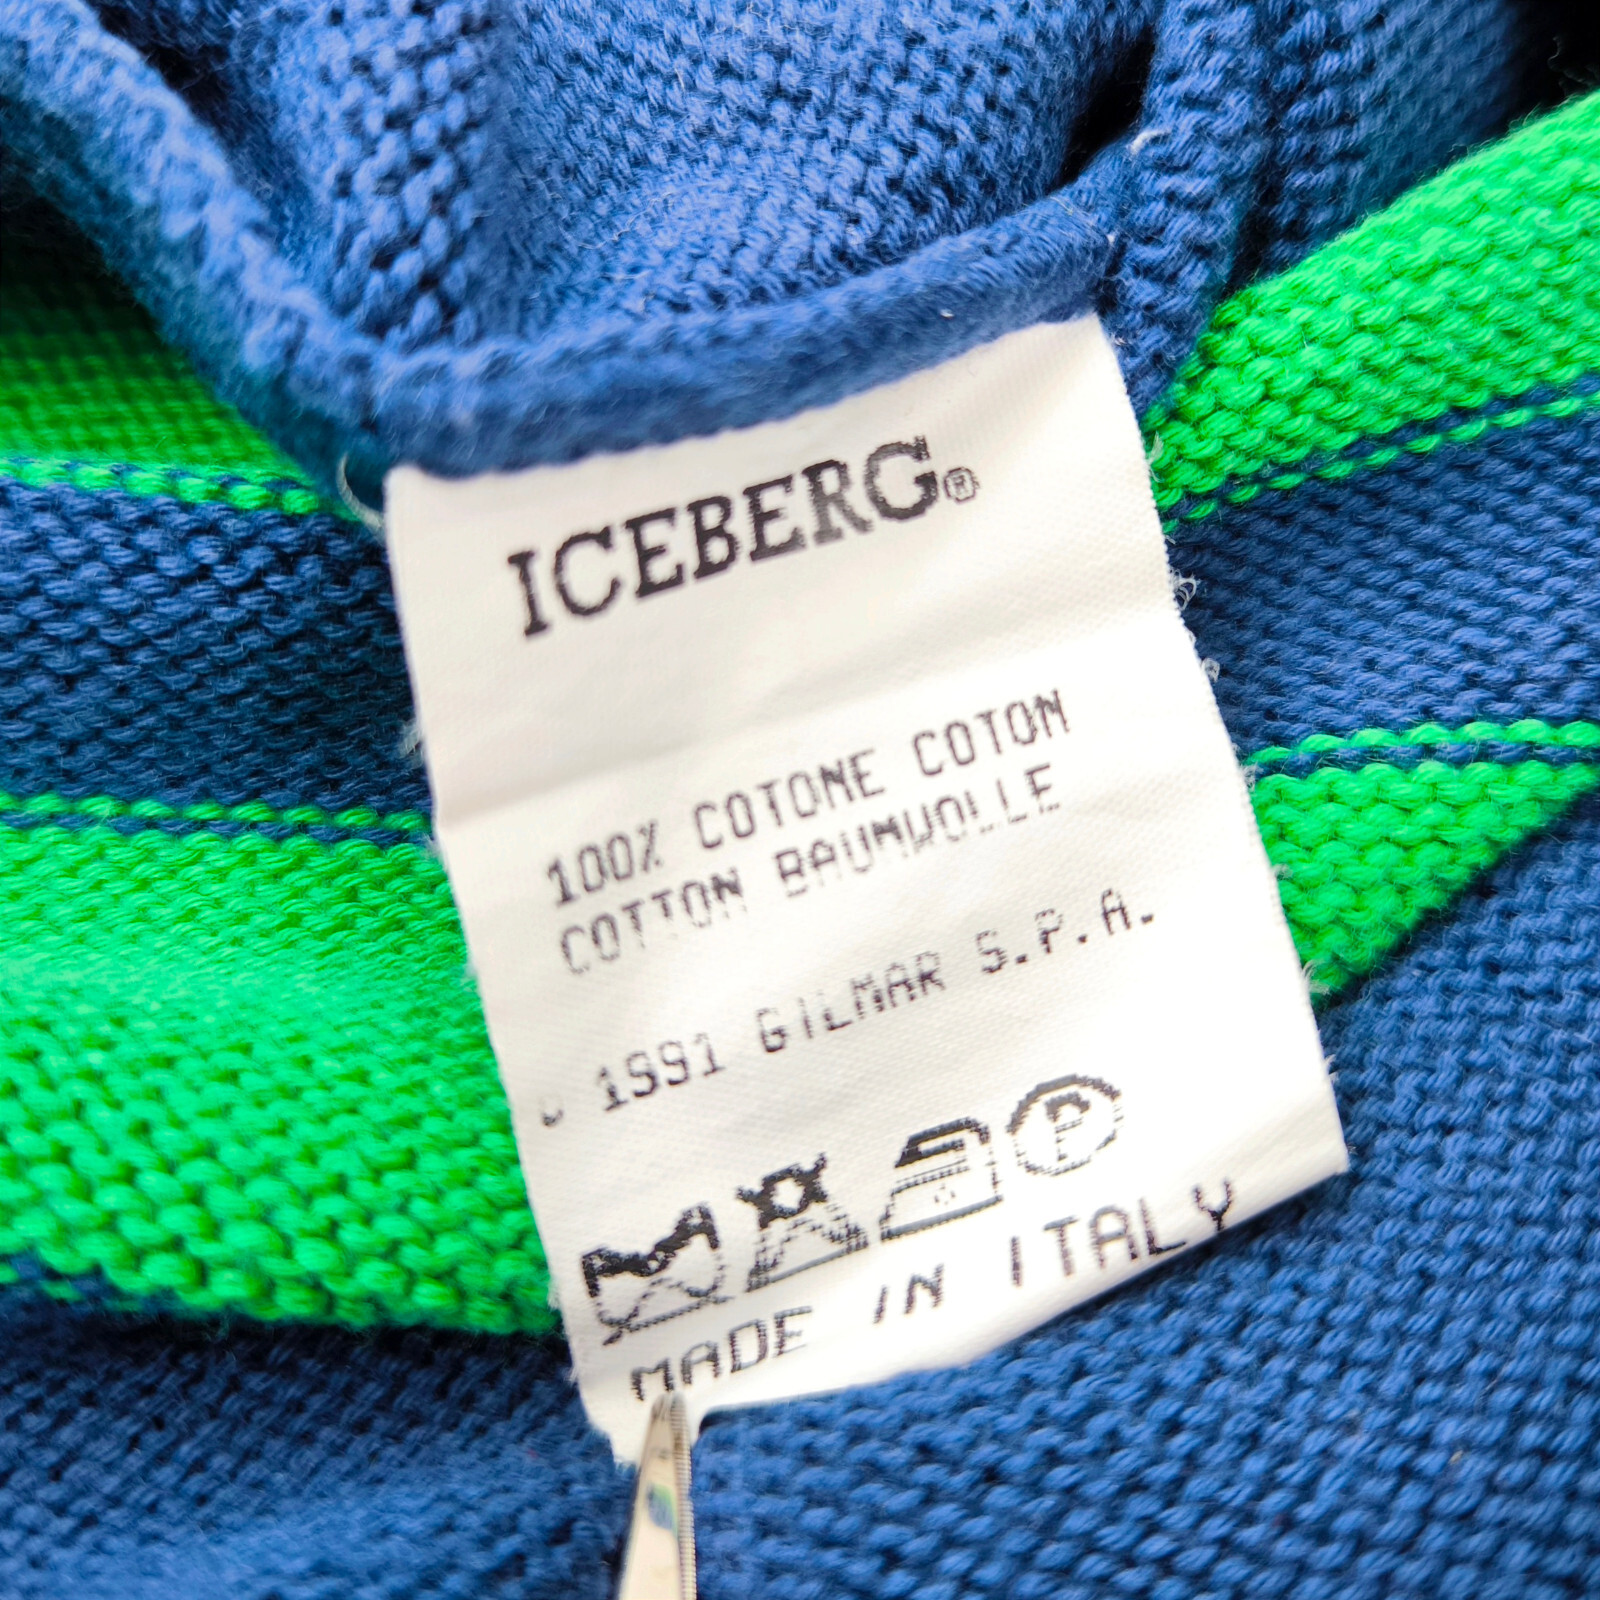 ICEBERG®
100% COTONE COTON
COTTON BAUMWOLLE
© 1991 GILMAR S.P.A.
P
MADE IN ITALY